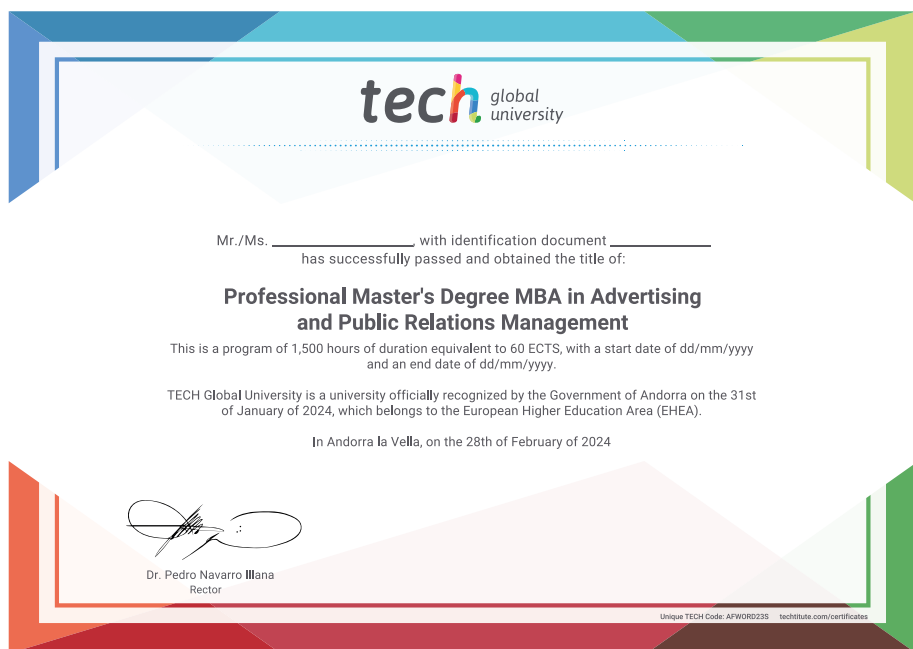 tech global
university
Mr./Ms. ____________________, with identification document ______________
has successfully passed and obtained the title of:
Professional Master's Degree MBA in Advertising
and Public Relations Management
This is a program of 1,500 hours of duration equivalent to 60 ECTS, with a start date of dd/mm/yyyy
and an end date of dd/mm/yyyy.
TECH Global University is a university officially recognized by the Government of Andorra on the 31st
of January of 2024, which belongs to the European Higher Education Area (EHEA).
In Andorra la Vella, on the 28th of February of 2024
Dr. Pedro Navarro Illana
Rector
Unique TECH Code: AFWORD23S techtitute.com/certificates